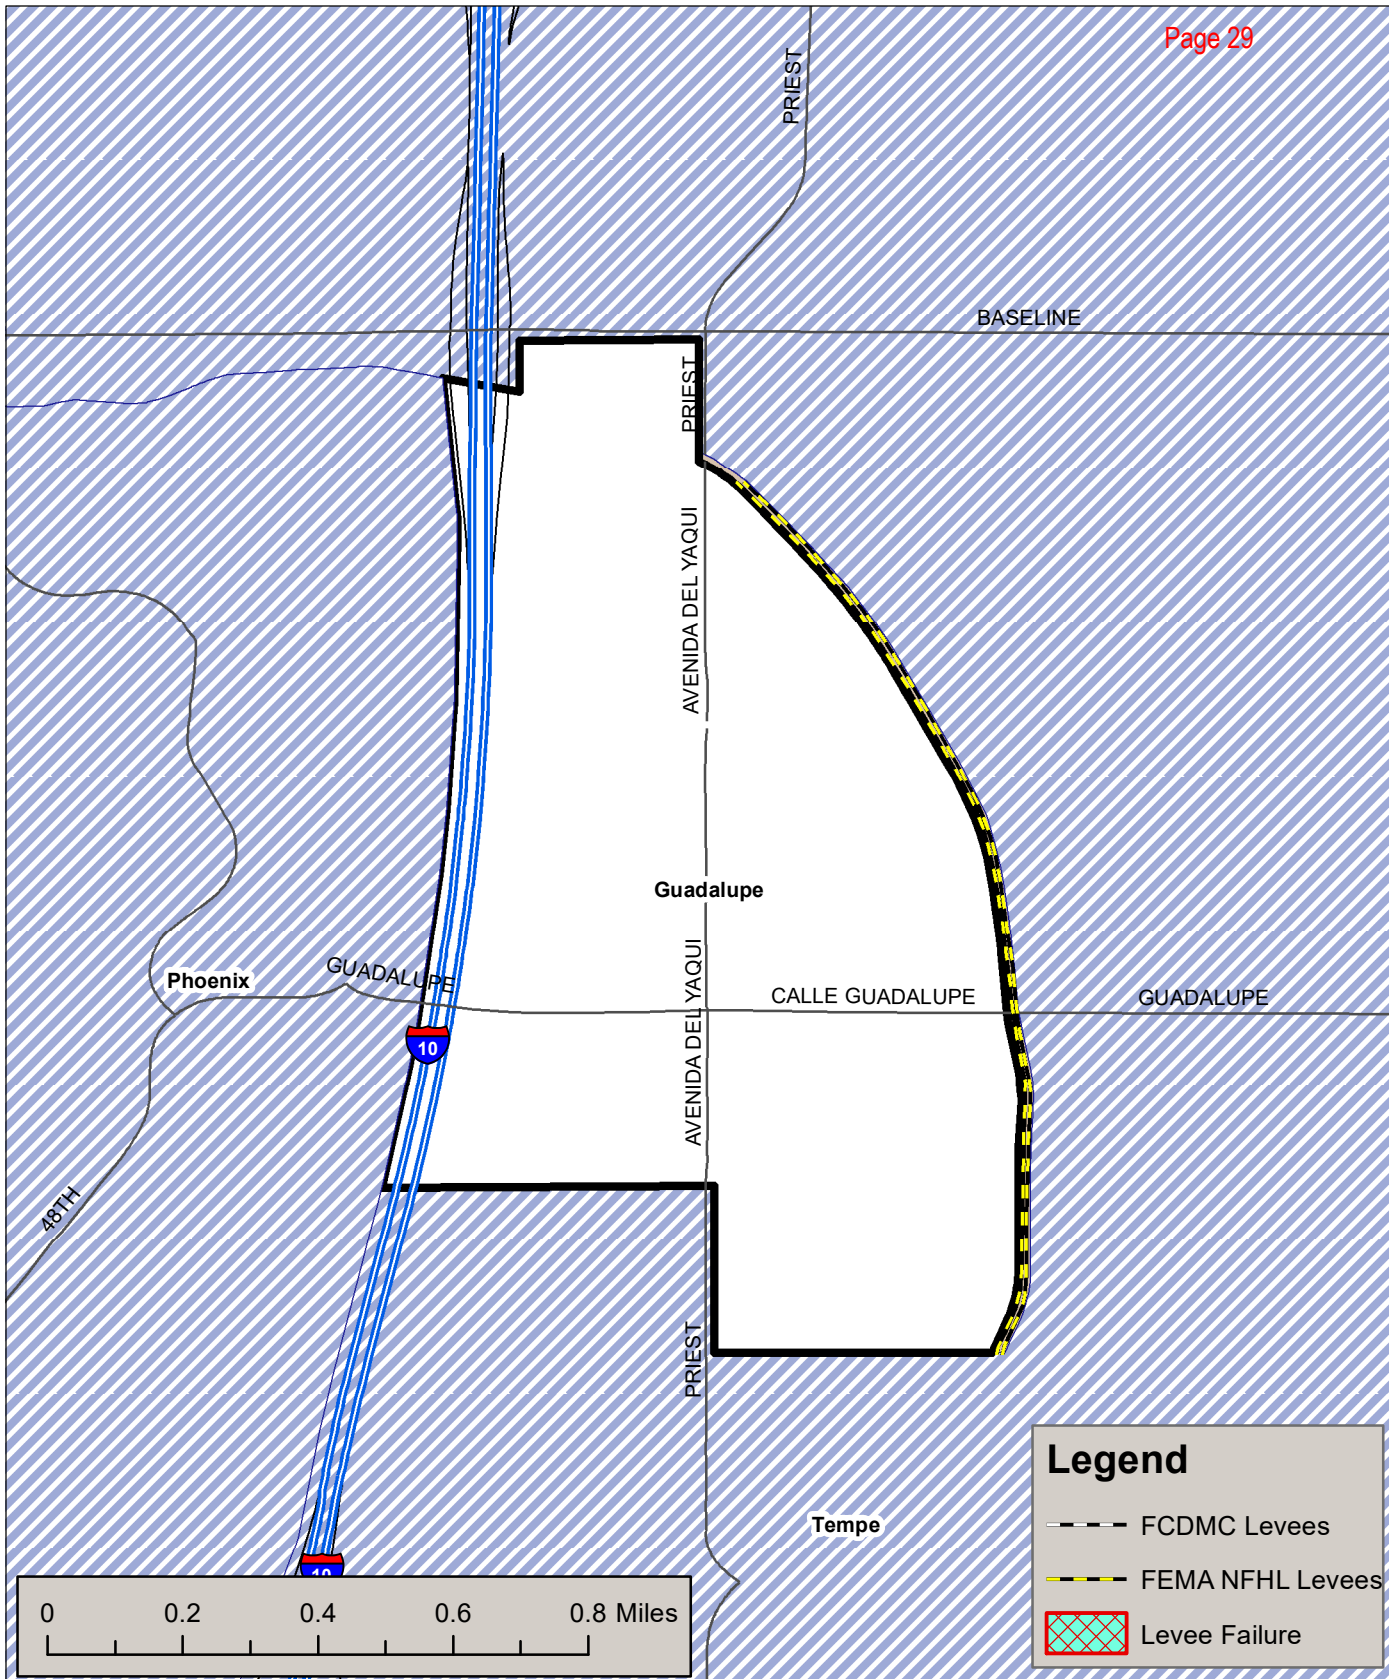 Page 29
PRIEST
BASELINE
PRIEST
AVENIDA DEL YAQUI
Guadalupe
AVENIDA DEL YAQUI
Phoenix
GUADALUPE
CALLE GUADALUPE
GUADALUPE
10
48TH
PRIEST
Tempe
10
Legend
FCDMC Levees
FEMA NFHL Levees
Levee Failure
0 0.2 0.4 0.6 0.8 Miles